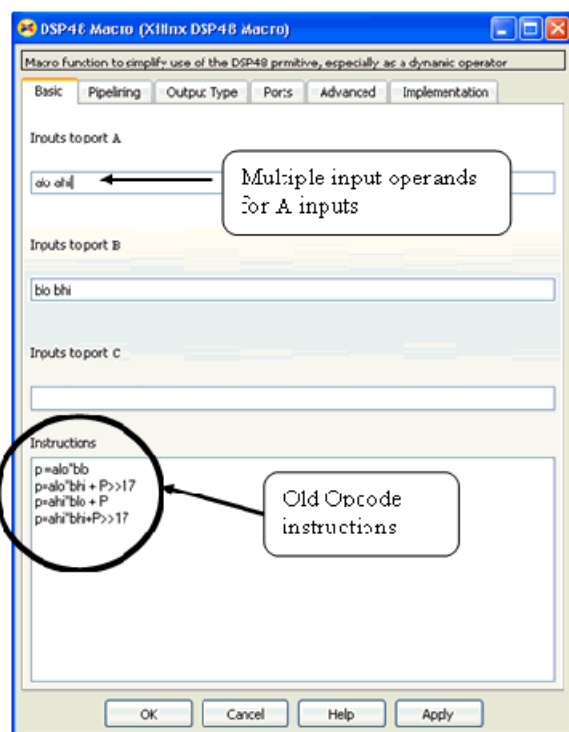 DSP48 Macro (Xilinx DSP48 Macro)
Macro function to simplify use of the DSP48 prmitive, especially as a dynanic operator
Basic Pipelining Output Type Ports Advanced Implementation
Inputs to port A
alo ahi
Multiple input operands
for A inputs
Inputs to port B
blo bhi
Inputs to port C
Instructions
p=alo*blo
p=alo*bhi + P>>17
p=ahi*blo + P
p=ahi*bhi+P>>17
Old Opcode
instructions
OK Cancel Help Apply